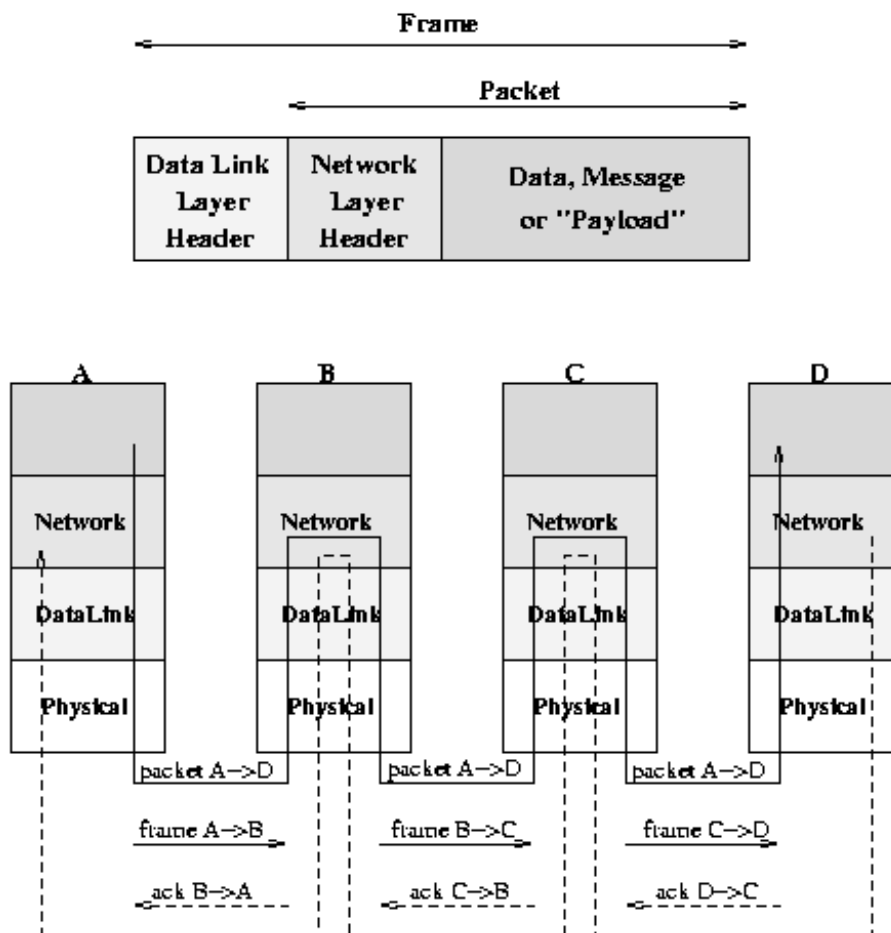 Frame
Packet
Data Link Layer Header
Network Layer Header
Data, Message or "Payload"
A
B
C
D
Network
Network
Network
Network
DataLink
DataLink
DataLink
DataLink
Physical
Physical
Physical
Physical
packet A->D
packet A->D
packet A->D
frame A->B
frame B->C
frame C->D
ack B->A
ack C->B
ack D->C